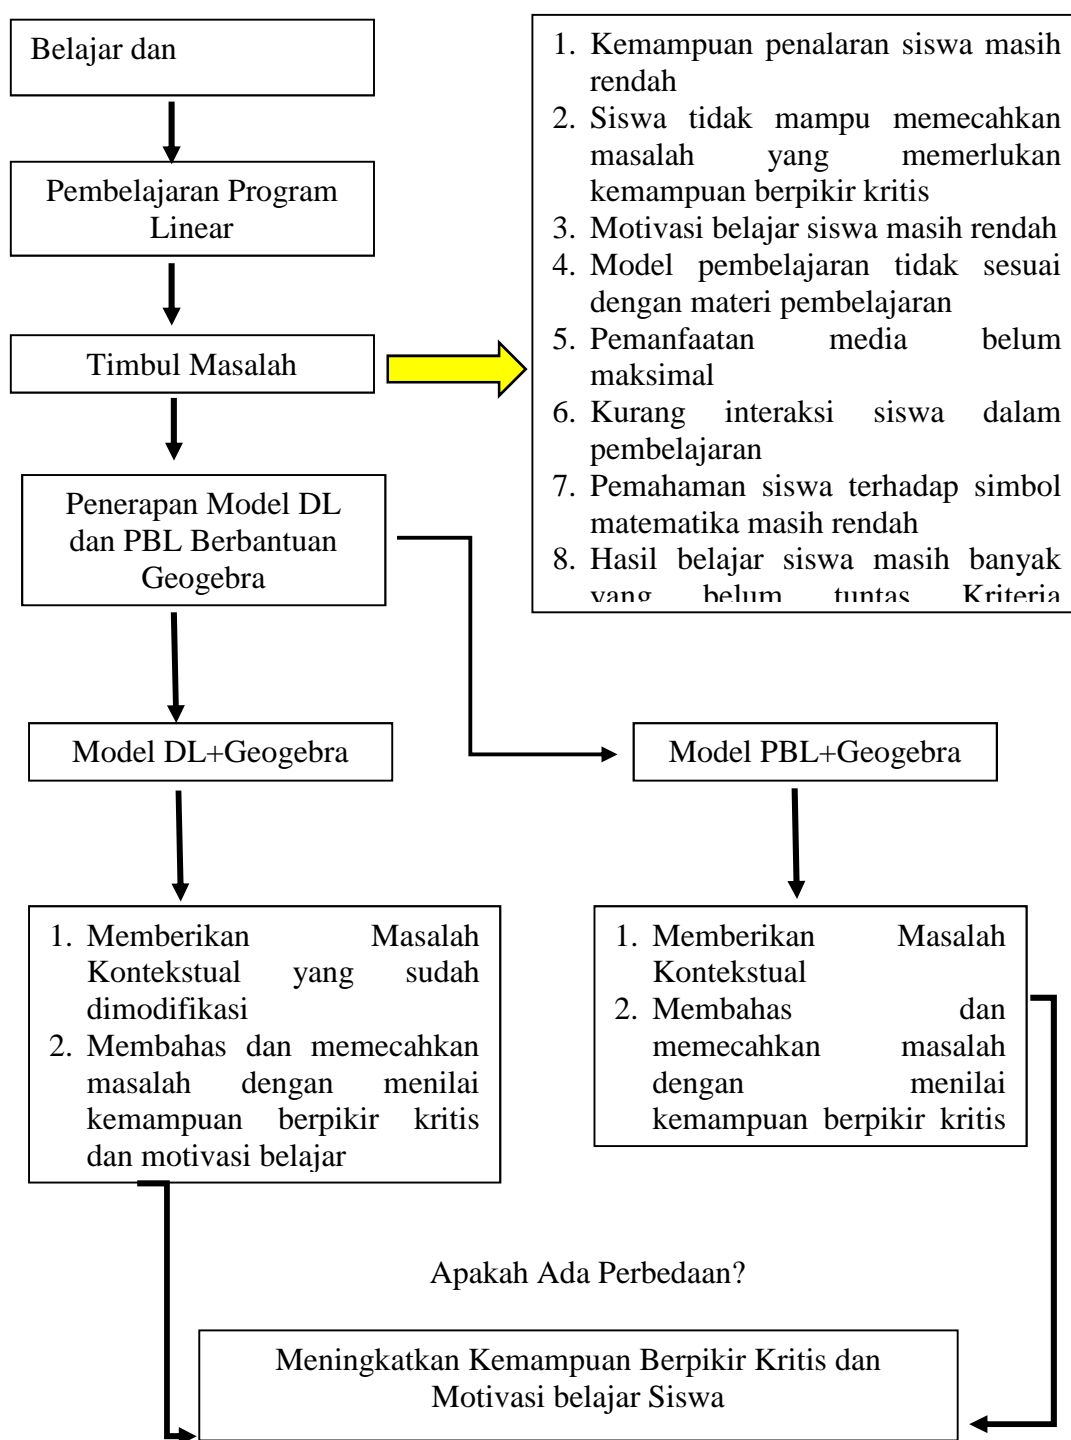 Belajar dan
Pembelajaran Program
Linear
Timbul Masalah
1. Kemampuan penalaran siswa masih
rendah
2. Siswa tidak mampu memecahkan
masalah yang memerlukan
kemampuan berpikir kritis
3. Motivasi belajar siswa masih rendah
4. Model pembelajaran tidak sesuai
dengan materi pembelajaran
5. Pemanfaatan media belum
maksimal
6. Kurang interaksi siswa dalam
pembelajaran
7. Pemahaman siswa terhadap simbol
matematika masih rendah
8. Hasil belajar siswa masih banyak
yang belum tuntas Kriteria
Penerapan Model DL
dan PBL Berbantuan
Geogebra
Model DL+Geogebra
Model PBL+Geogebra
1. Memberikan Masalah
Kontekstual yang sudah
dimodifikasi
2. Membahas dan memecahkan
masalah dengan menilai
kemampuan berpikir kritis
dan motivasi belajar
1. Memberikan Masalah
Kontekstual
2. Membahas dan
memecahkan masalah
dengan menilai
kemampuan berpikir kritis
Apakah Ada Perbedaan?
Meningkatkan Kemampuan Berpikir Kritis dan
Motivasi belajar Siswa